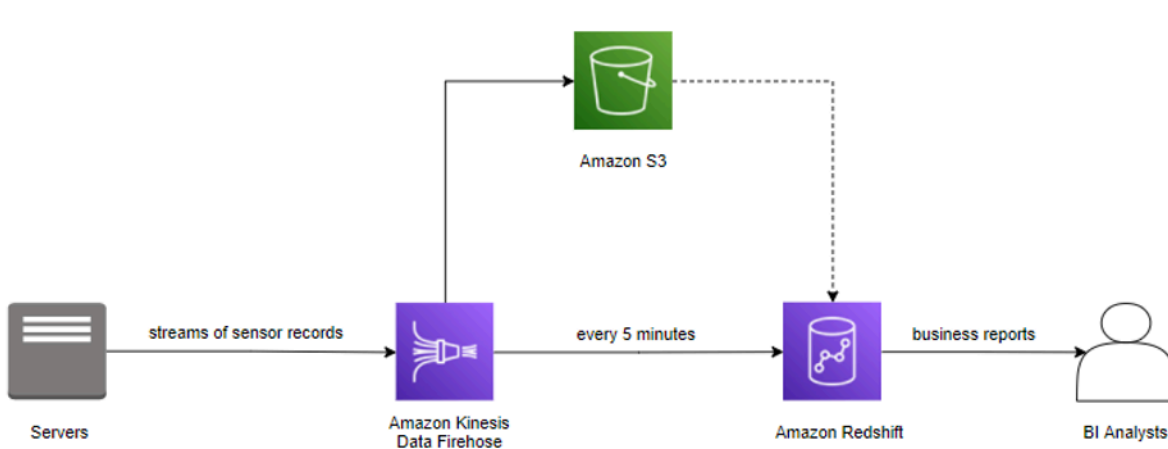 Amazon S3
streams of sensor records
every 5 minutes
business reports
Servers
Amazon Kinesis
Data Firehose
Amazon Redshift
BI Analysts